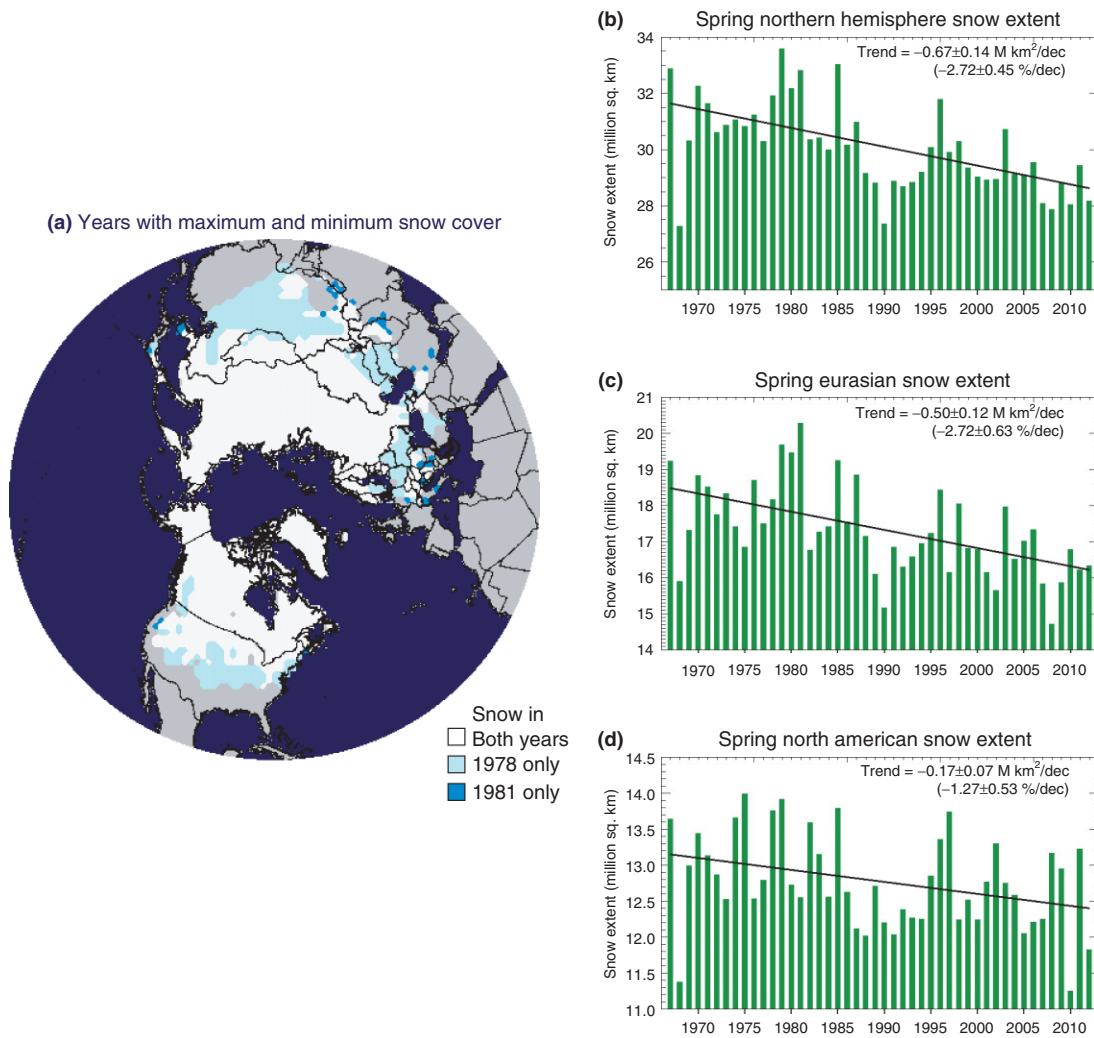 (a) Years with maximum and minimum snow cover
Snow in
Both years
1978 only
1981 only
(b) Spring northern hemisphere snow extent
Trend = −0.67±0.14 M km²/dec
(−2.72±0.45 %/dec)
Snow extent (million sq. km)
34
32
30
28
26
1970 1975 1980 1985 1990 1995 2000 2005 2010
(c) Spring eurasian snow extent
Trend = −0.50±0.12 M km²/dec
(−2.72±0.63 %/dec)
Snow extent (million sq. km)
21
20
19
18
17
16
15
14
1970 1975 1980 1985 1990 1995 2000 2005 2010
(d) Spring north american snow extent
Trend = −0.17±0.07 M km²/dec
(−1.27±0.53 %/dec)
Snow extent (million sq. km)
14.5
14.0
13.5
13.0
12.5
12.0
11.5
11.0
1970 1975 1980 1985 1990 1995 2000 2005 2010